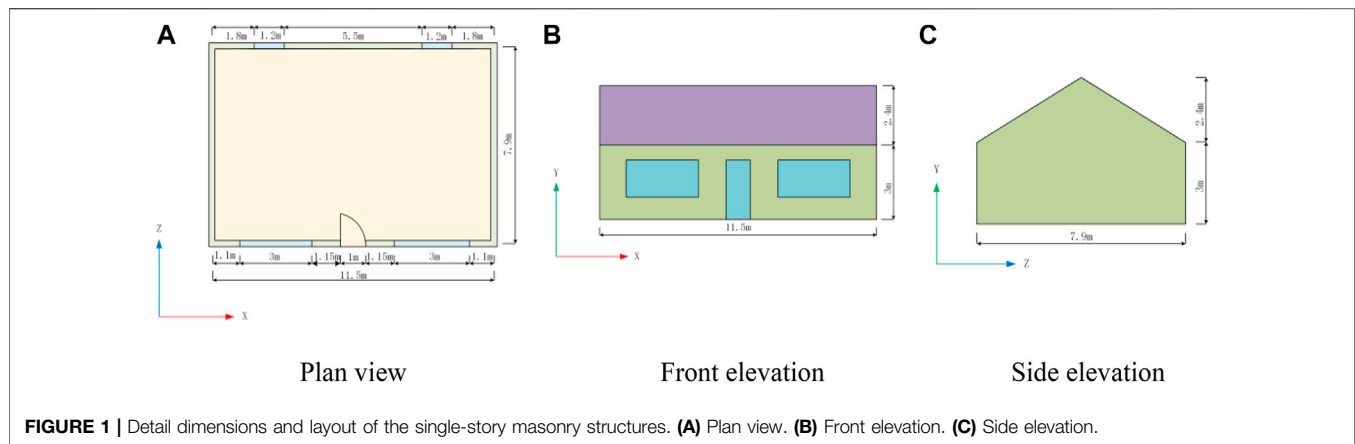 A
1.8m 1.2m 5.5m 1.2m 1.8m
7.9m
Z
X
1.1m 3m 1.15m 1m 1.15m 3m 1.1m
11.5m
Plan view
B
2.4m
3m
Y
X
11.5m
Front elevation
C
2.4m
3m
Y
Z
7.9m
Side elevation
FIGURE 1 | Detail dimensions and layout of the single-story masonry structures. (A) Plan view. (B) Front elevation. (C) Side elevation.